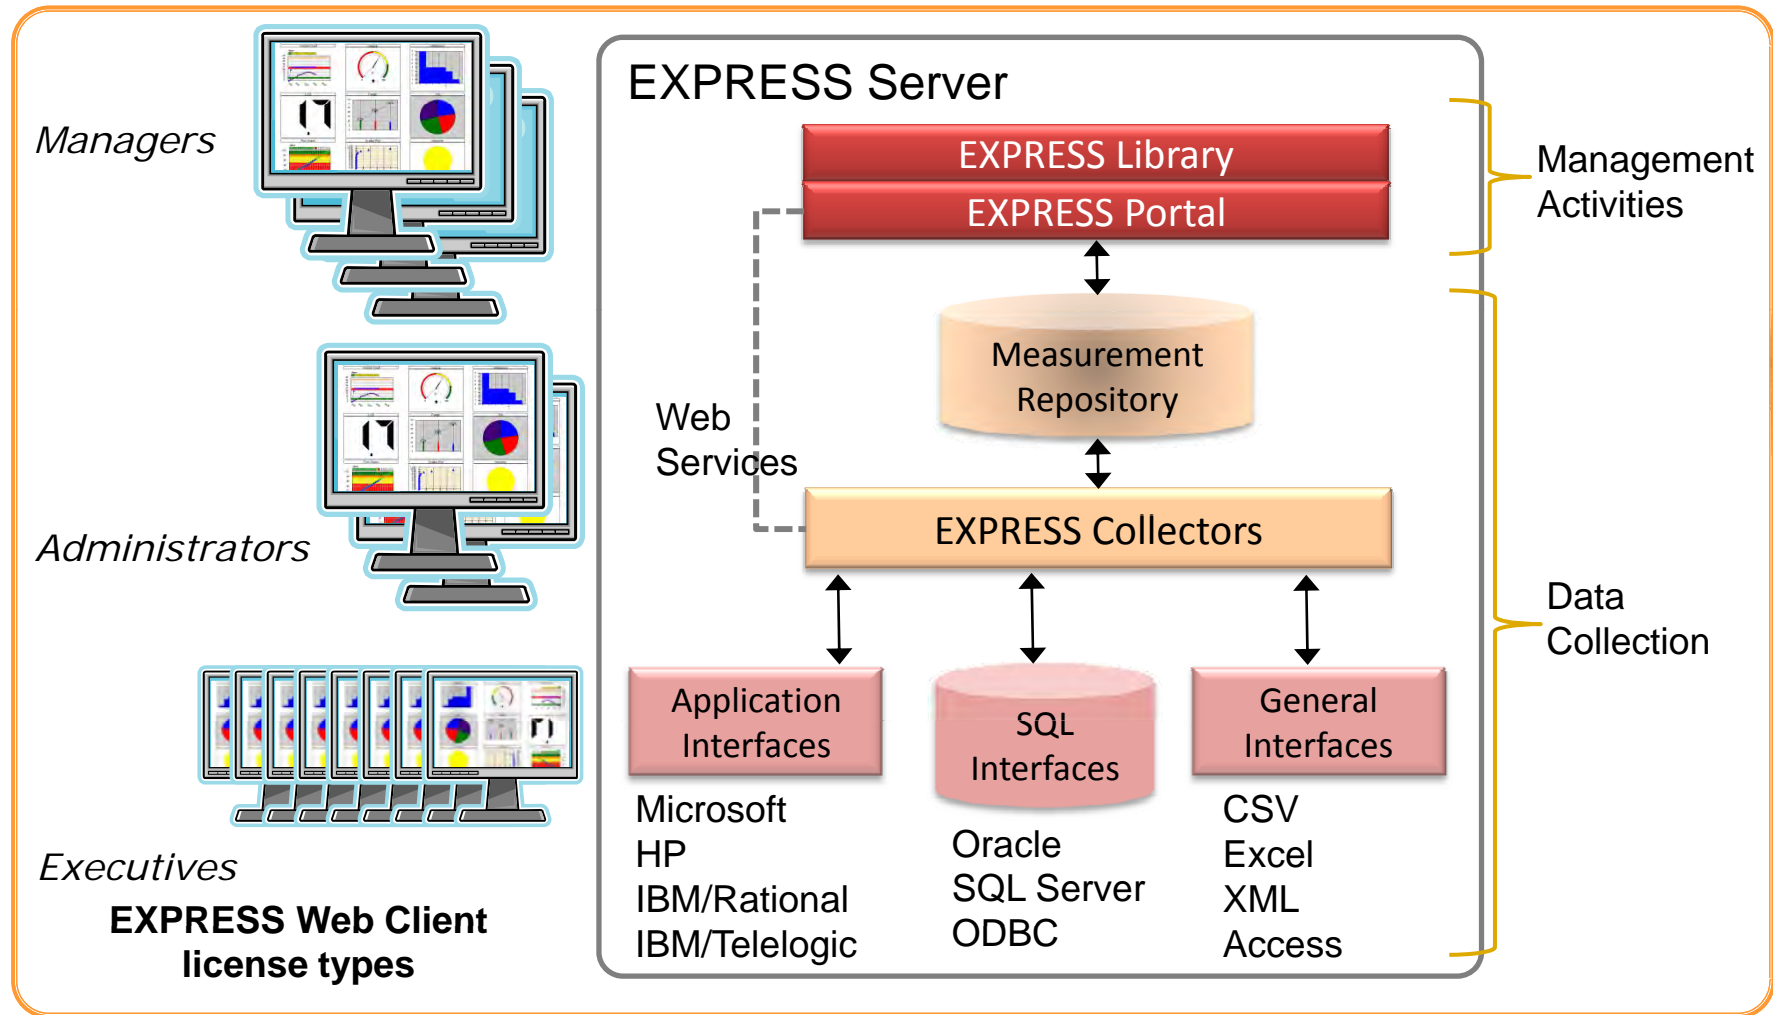 Managers
Administrators
Executives
EXPRESS Web Client
license types
EXPRESS Server
EXPRESS Library
EXPRESS Portal
Measurement
Repository
Web
Services
EXPRESS Collectors
Application
Interfaces
SQL
Interfaces
General
Interfaces
Microsoft
HP
IBM/Rational
IBM/Telelogic
Oracle
SQL Server
ODBC
CSV
Excel
XML
Access
Management
Activities
Data
Collection